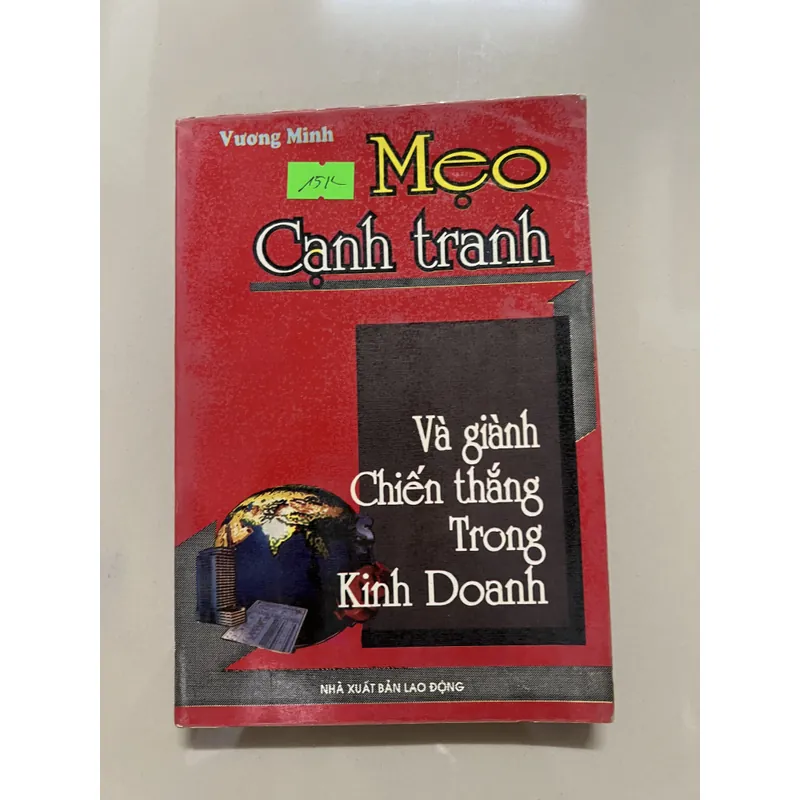 Vương Minh
15K
Mẹo
Cạnh tranh
Và giành
Chiến thắng
Trong
Kinh Doanh
NHÀ XUẤT BẢN LAO ĐỘNG